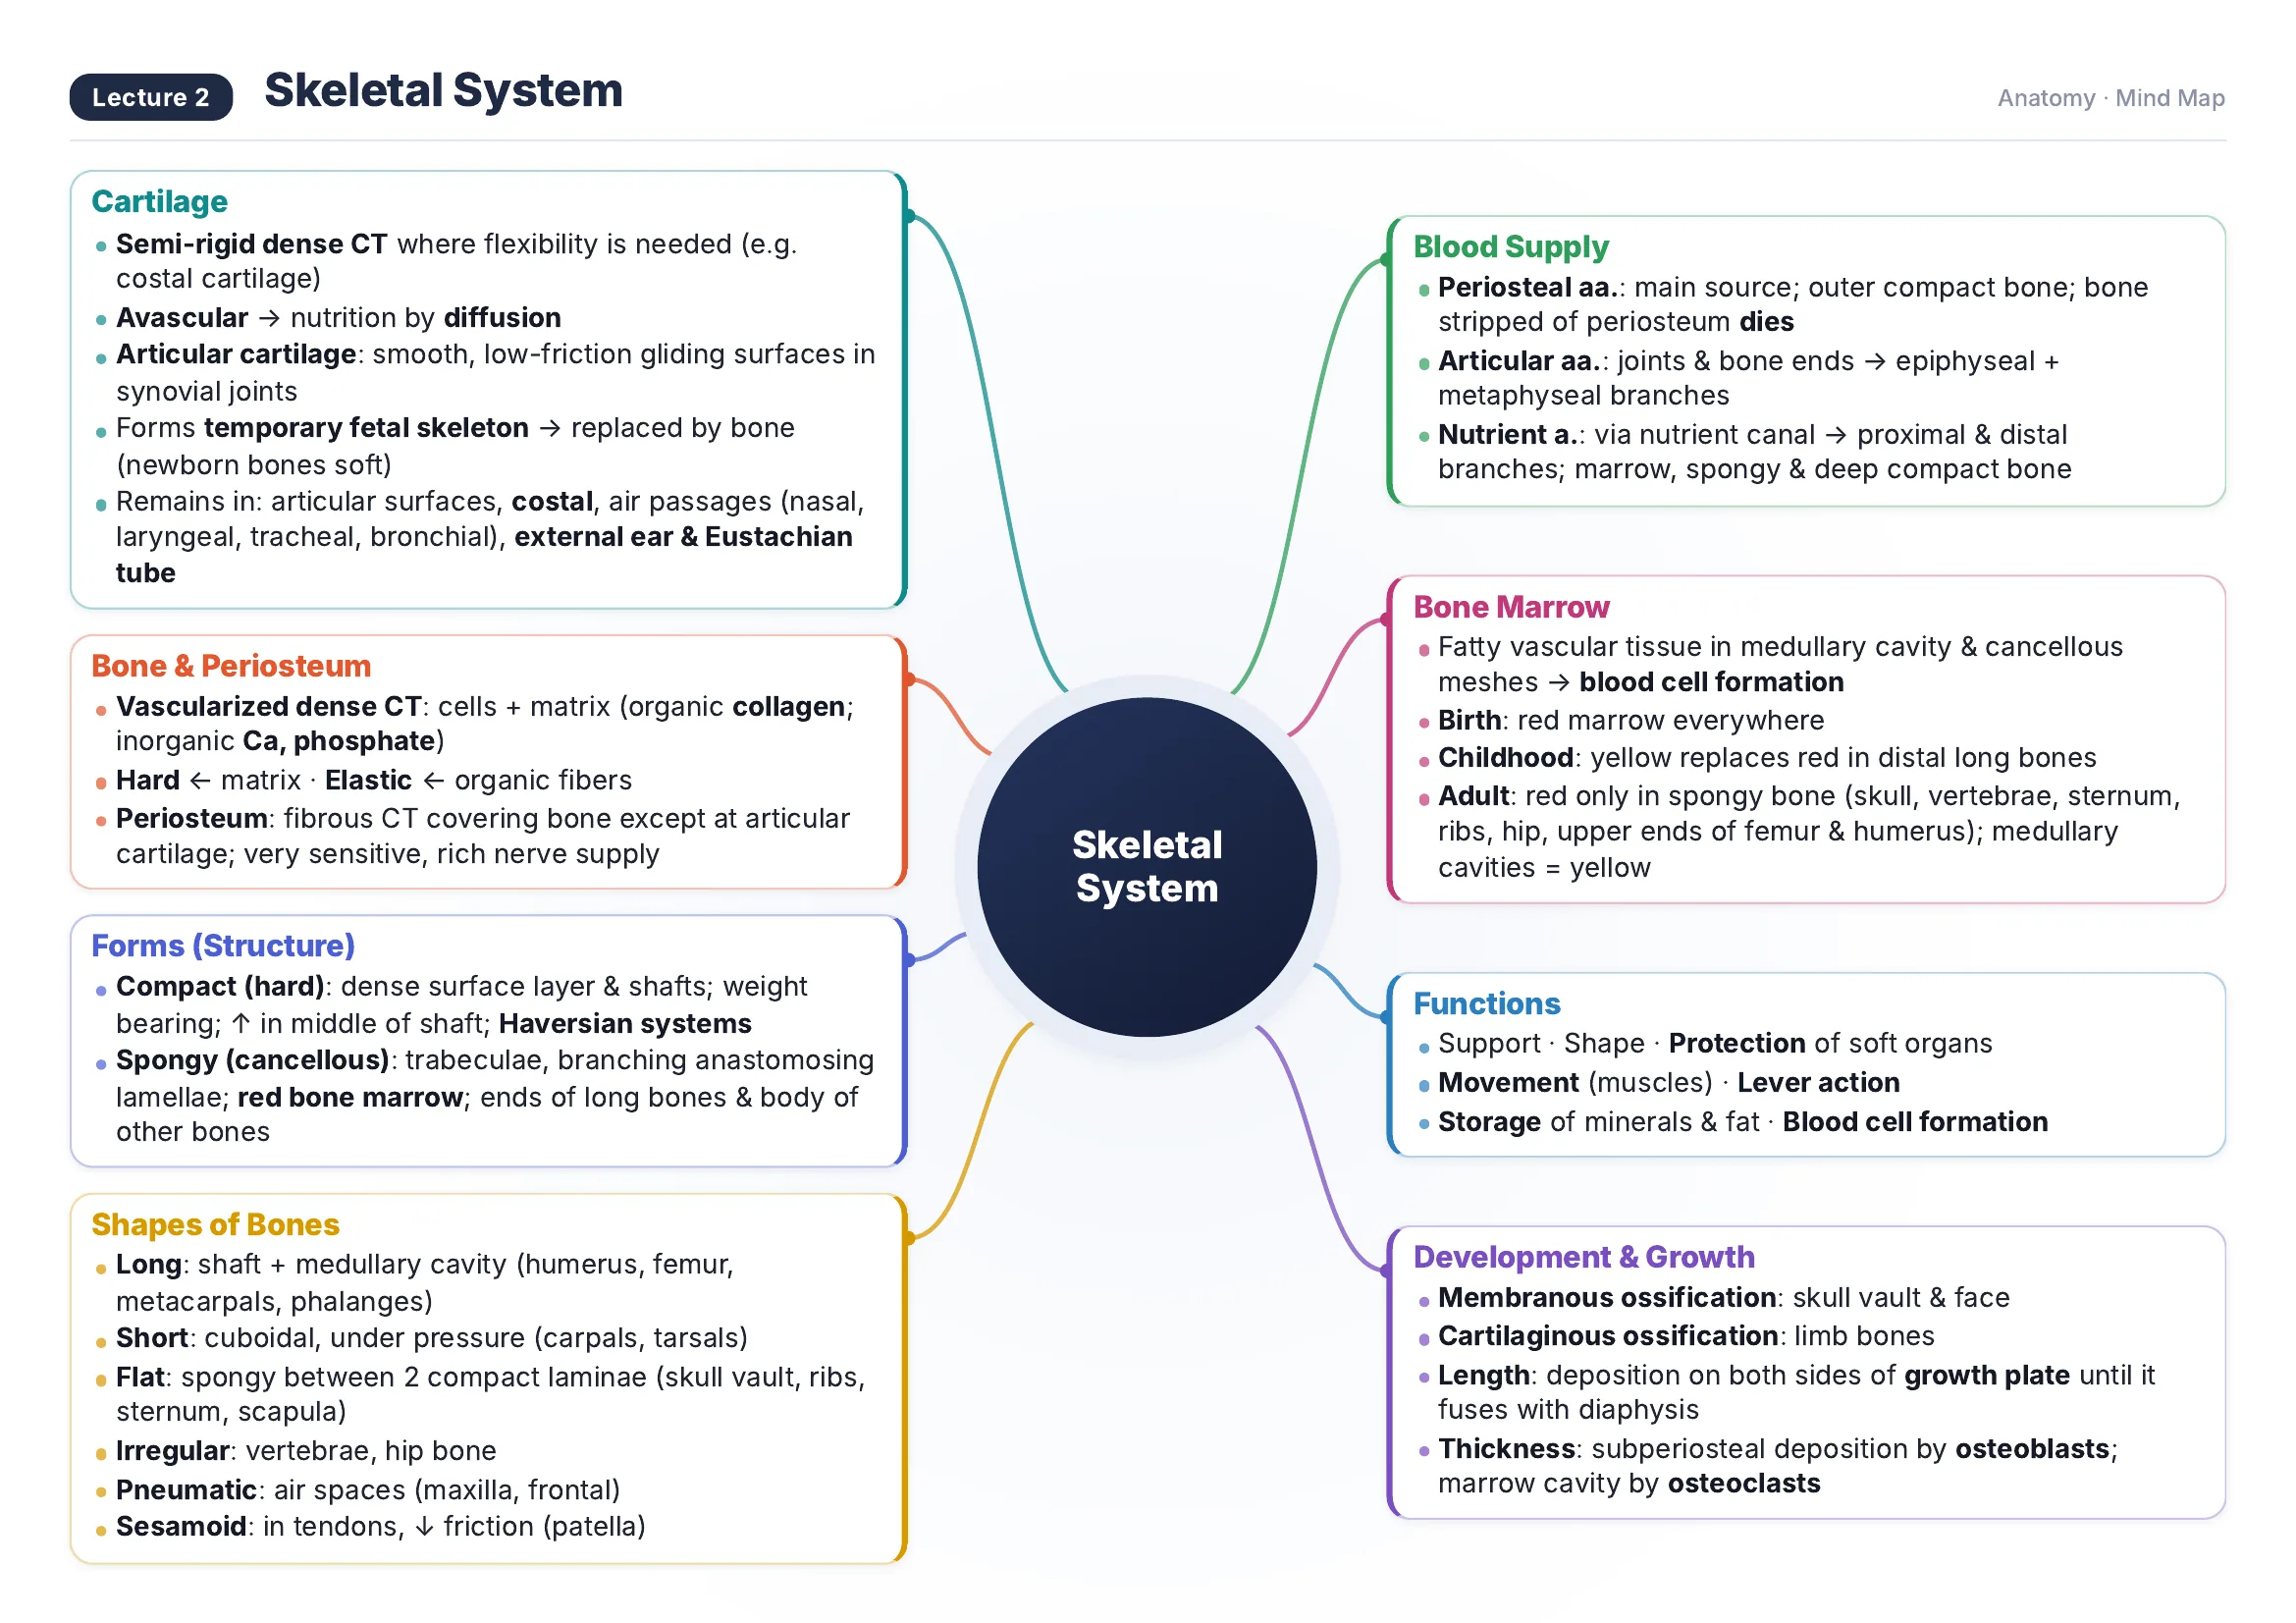 Lecture 2
Skeletal System
Anatomy · Mind Map
Cartilage
Semi-rigid dense CT where flexibility is needed (e.g.
costal cartilage)
Avascular → nutrition by diffusion
Articular cartilage: smooth, low-friction gliding surfaces in
synovial joints
Forms temporary fetal skeleton → replaced by bone
(newborn bones soft)
Remains in: articular surfaces, costal, air passages (nasal,
laryngeal, tracheal, bronchial), external ear & Eustachian
tube
Bone & Periosteum
Vascularized dense CT: cells + matrix (organic collagen;
inorganic Ca, phosphate)
Hard ← matrix · Elastic ← organic fibers
Periosteum: fibrous CT covering bone except at articular
cartilage; very sensitive, rich nerve supply
Forms (Structure)
Compact (hard): dense surface layer & shafts; weight
bearing; ↑ in middle of shaft; Haversian systems
Spongy (cancellous): trabeculae, branching anastomosing
lamellae; red bone marrow; ends of long bones & body of
other bones
Shapes of Bones
Long: shaft + medullary cavity (humerus, femur,
metacarpals, phalanges)
Short: cuboidal, under pressure (carpals, tarsals)
Flat: spongy between 2 compact laminae (skull vault, ribs,
sternum, scapula)
Irregular: vertebrae, hip bone
Pneumatic: air spaces (maxilla, frontal)
Sesamoid: in tendons, ↓ friction (patella)
Skeletal
System
Blood Supply
Periosteal aa.: main source; outer compact bone; bone
stripped of periosteum dies
Articular aa.: joints & bone ends → epiphyseal +
metaphyseal branches
Nutrient a.: via nutrient canal → proximal & distal
branches; marrow, spongy & deep compact bone
Bone Marrow
Fatty vascular tissue in medullary cavity & cancellous
meshes → blood cell formation
Birth: red marrow everywhere
Childhood: yellow replaces red in distal long bones
Adult: red only in spongy bone (skull, vertebrae, sternum,
ribs, hip, upper ends of femur & humerus); medullary
cavities = yellow
Functions
Support · Shape · Protection of soft organs
Movement (muscles) · Lever action
Storage of minerals & fat · Blood cell formation
Development & Growth
Membranous ossification: skull vault & face
Cartilaginous ossification: limb bones
Length: deposition on both sides of growth plate until it
fuses with diaphysis
Thickness: subperiosteal deposition by osteoblasts;
marrow cavity by osteoclasts